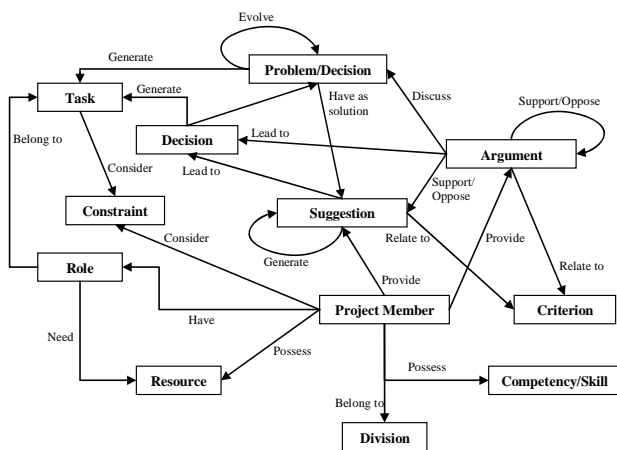 Evolve
Generate
Problem/Decision
Task
Generate
Have as
solution
Discuss
Support/Oppose
Belong to
Decision
Lead to
Argument
Consider
Lead to
Support/
Oppose
Constraint
Suggestion
Consider
Relate to
Provide
Role
Generate
Provide
Relate to
Have
Project Member
Criterion
Need
Possess
Resource
Possess
Competency/Skill
Belong to
Division